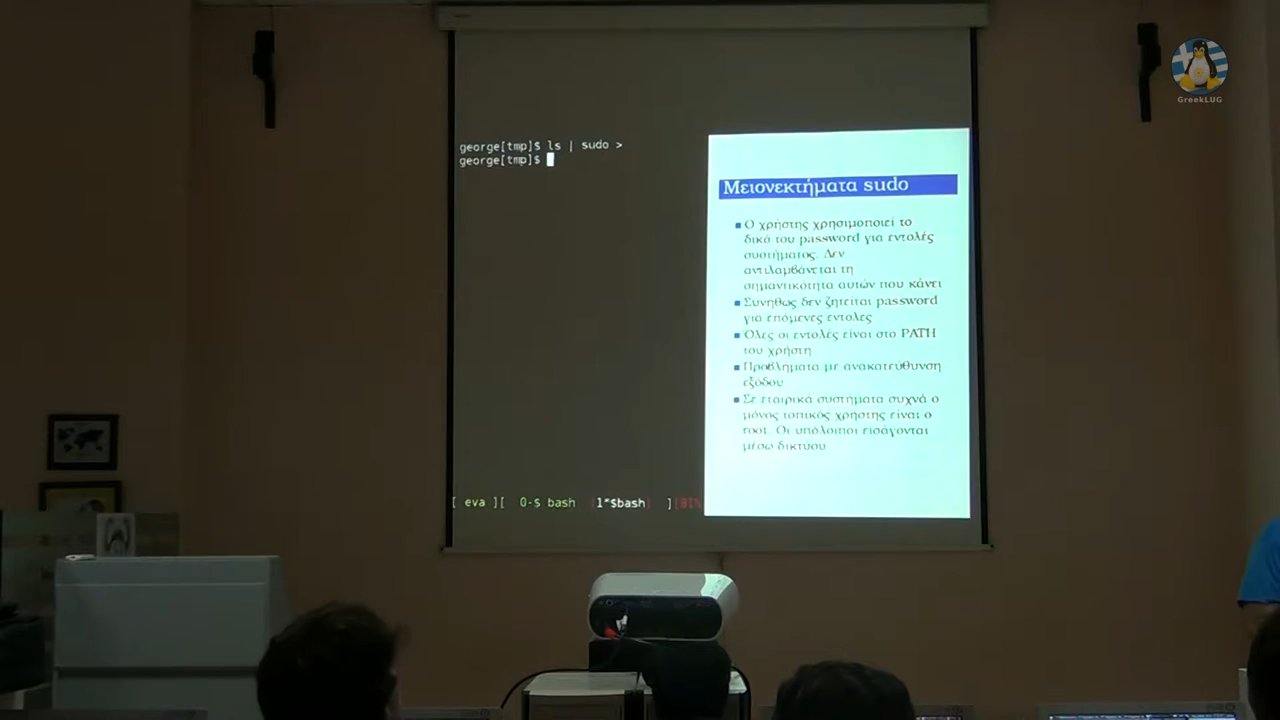 GreekLUG
george[tmp]$ ls | sudo >
george[tmp]$
[ eva ][ 0-$ bash (1*$bash) ][
Μειονεκτήματα sudo
Ο χρήστης χρησιμοποιεί το
δικό του password για εντολές
συστήματος. Δεν
αντιλαμβάνεται τη
σημαντικότητα αυτών που κάνει
Συνήθως δεν ζητείται password
για επόμενες εντολές
Όλες οι εντολές είναι στο PATH
του χρήστη
Προβλήματα με ανακατεύθυνση
εξόδου
Σε εταιρικά συστήματα συχνά ο
μόνος τοπικός χρήστης είναι ο
root. Οι υπόλοιποι εισάγονται
μέσω δικτύου